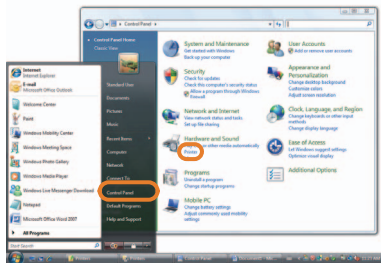 Control Panel
Control Panel Home
Classic View
System and Maintenance
Get started with Windows
Back up your computer
Security
Check for updates
Check this computer's security status
Allow a program through Windows
Firewall
Network and Internet
View network status and tasks
Set up file sharing
Hardware and Sound
other media automatically
Printer
Programs
Uninstall a program
Change startup programs
Mobile PC
Change battery settings
Adjust commonly used mobility
settings
User Accounts
Add or remove user accounts
Appearance and
Personalization
Change desktop background
Customize colors
Adjust screen resolution
Clock, Language, and Region
Change keyboards or other input
methods
Change display language
Ease of Access
Let Windows suggest settings
Optimize visual display
Additional Options
Internet
Internet Explorer
E-mail
Microsoft Office Outlook
Welcome Center
Paint
Windows Mobility Center
Windows Meeting Space
Windows Photo Gallery
Windows Media Player
Windows Live Messenger Download
Notepad
Microsoft Office Word 2007
All Programs
Start Search
Standard User
Documents
Pictures
Music
Recent Items
Computer
Network
Connect To
Control Panel
Default Programs
Help and Support